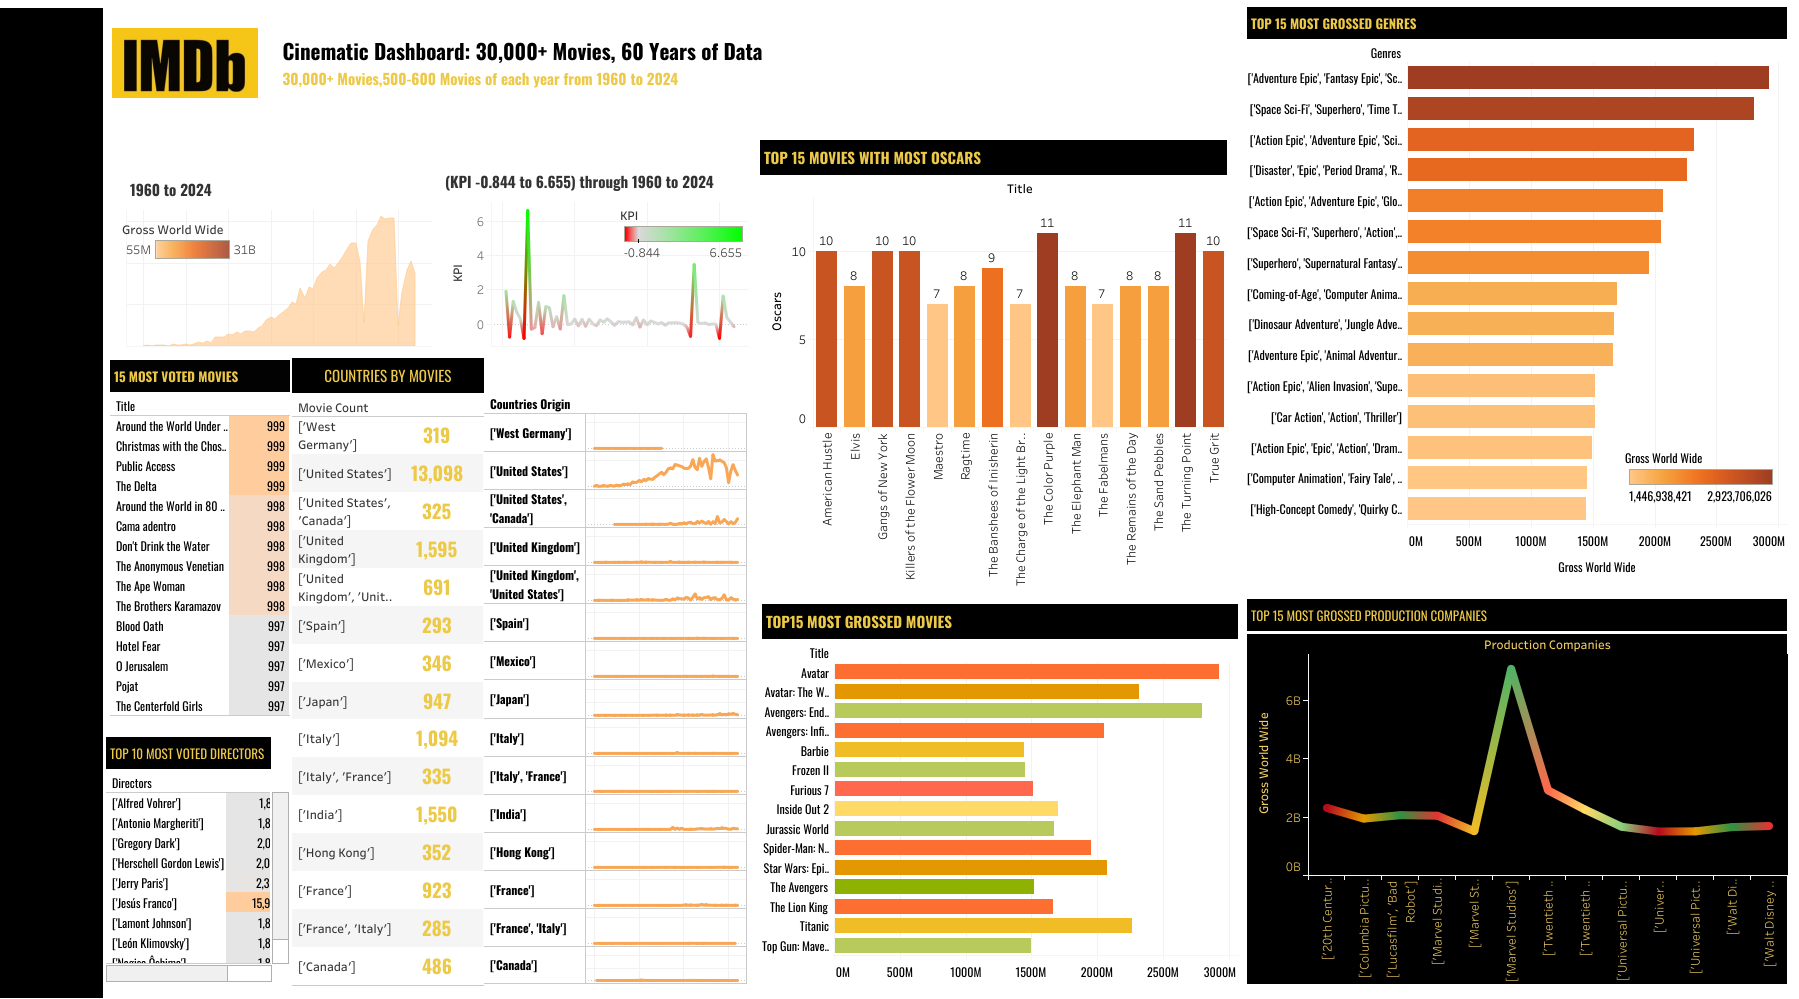 IMDb
Cinematic Dashboard: 30,000+ Movies, 60 Years of Data
30,000+ Movies,500-600 Movies of each year from 1960 to 2024
1960 to 2024
Gross World Wide
55M 31B
(KPI -0.844 to 6.655) through 1960 to 2024
KPI
-0.844 6.655
KPI
6
4
2
0
15 MOST VOTED MOVIES
Title
Around the World Under .. 999
Christmas with the Chos.. 999
Public Access 999
The Delta 999
Around the World in 80 .. 998
Cama adentro 998
Don't Drink the Water 998
The Anonymous Venetian 998
The Ape Woman 998
The Brothers Karamazov 998
Blood Oath 997
Hotel Fear 997
O Jerusalem 997
Pojat 997
The Centerfold Girls 997
TOP 10 MOST VOTED DIRECTORS
Directors
['Alfred Vohrer'] 1,8
['Antonio Margheriti'] 1,8
['Gregory Dark'] 2,0
['Herschell Gordon Lewis'] 2,0
['Jerry Paris'] 2,3
['Jesús Franco'] 15,9
['Lamont Johnson'] 1,8
['León Klimovsky'] 1,8
['Nagisa Ôshima'] 1,8
COUNTRIES BY MOVIES
Movie Count
['West
Germany'] 319
['United States'] 13,098
['United States',
'Canada'] 325
['United
Kingdom'] 1,595
['United
Kingdom', 'Unit.. 691
['Spain'] 293
['Mexico'] 346
['Japan'] 947
['Italy'] 1,094
['Italy', 'France'] 335
['India'] 1,550
['Hong Kong'] 352
['France'] 923
['France', 'Italy'] 285
['Canada'] 486
Countries Origin
['West Germany']
['United States']
['United States',
'Canada']
['United Kingdom']
['United Kingdom',
'United States']
['Spain']
['Mexico']
['Japan']
['Italy']
['Italy', 'France']
['India']
['Hong Kong']
['France']
['France', 'Italy']
['Canada']
TOP 15 MOVIES WITH MOST OSCARS
Title
Oscars
10
5
0
10 8 10 10 7 8 9 7 11 8 7 8 8 11 10
American Hustle
Elvis
Gangs of New York
Killers of the Flower Moon
Maestro
Ragtime
The Banshees of Inisherin
The Charge of the Light Br..
The Color Purple
The Elephant Man
The Fabelmans
The Remains of the Day
The Sand Pebbles
The Turning Point
True Grit
TOP15 MOST GROSSED MOVIES
Title
Avatar
Avatar: The W..
Avengers: End..
Avengers: Infi..
Barbie
Frozen II
Furious 7
Inside Out 2
Jurassic World
Spider-Man: N..
Star Wars: Epi..
The Avengers
The Lion King
Titanic
Top Gun: Mave..
0M 500M 1000M 1500M 2000M 2500M 3000M
TOP 15 MOST GROSSED GENRES
Genres
['Adventure Epic', 'Fantasy Epic', 'Sc..
['Space Sci-Fi', 'Superhero', 'Time T..
['Action Epic', 'Adventure Epic', 'Sci..
['Disaster', 'Epic', 'Period Drama', 'R..
['Action Epic', 'Adventure Epic', 'Glo..
['Space Sci-Fi', 'Superhero', 'Action',..
['Superhero', 'Supernatural Fantasy'..
['Coming-of-Age', 'Computer Anima..
['Dinosaur Adventure', 'Jungle Adve..
['Adventure Epic', 'Animal Adventur..
['Action Epic', 'Alien Invasion', 'Supe..
['Car Action', 'Action', 'Thriller']
['Action Epic', 'Epic', 'Action', 'Dram..
['Computer Animation', 'Fairy Tale', ..
['High-Concept Comedy', 'Quirky C..
Gross World Wide
1,446,938,421 2,923,706,026
0M 500M 1000M 1500M 2000M 2500M 3000M
Gross World Wide
TOP 15 MOST GROSSED PRODUCTION COMPANIES
Production Companies
Gross World Wide
6B
4B
2B
0B
['20th Centur..
['Columbia Pictu..
['Lucasfilm', 'Bad
Robot']
['Marvel Studi..
['Marvel St..
['Marvel Studios']
['Twentieth ..
['Twentieth ..
['Universal Pictu..
['Univer..
['Universal Pict..
['Walt Di..
['Walt Disney ..